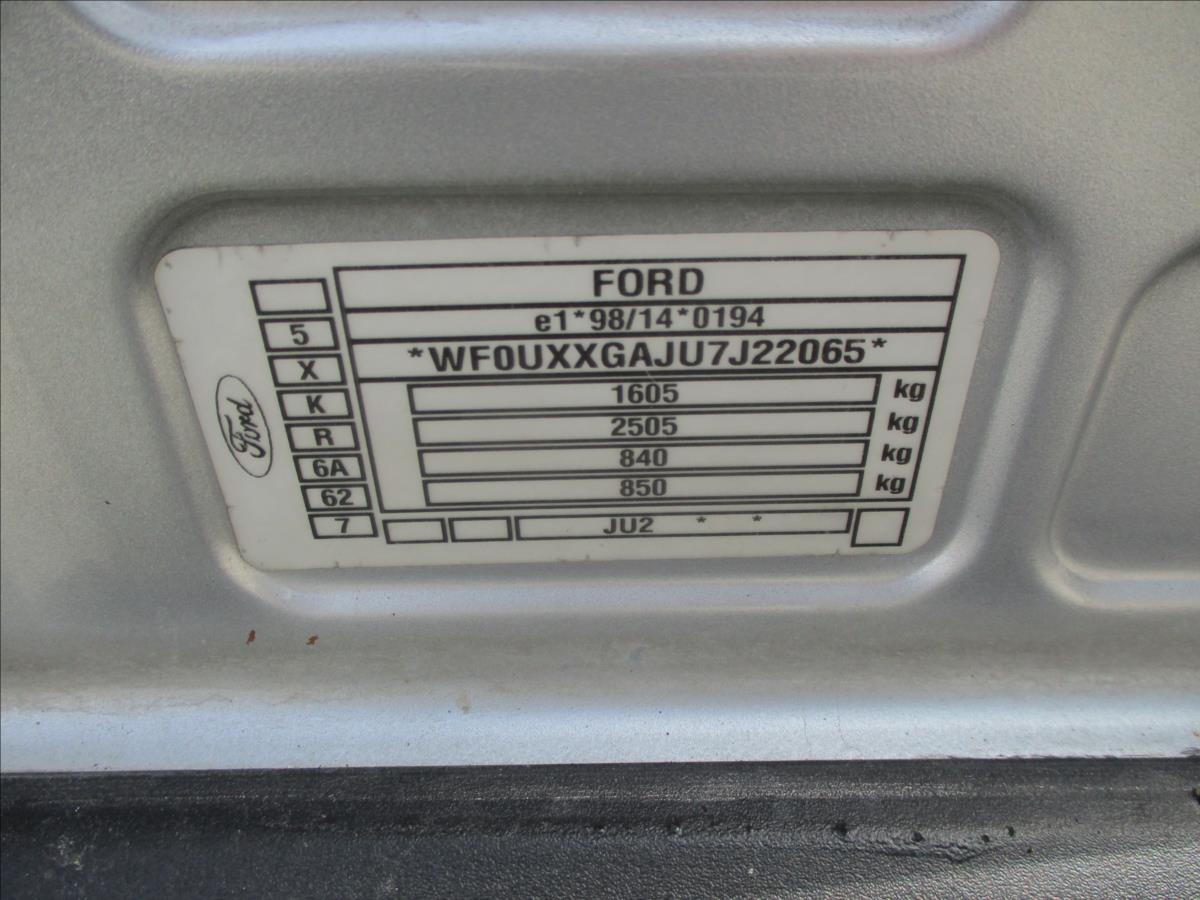 FORD
e1*98/14*0194
*WF0UXXGAJU7J22065*
1605 kg
2505 kg
840 kg
850 kg
JU2 * *
5
X
K
R
6A
62
7
Ford